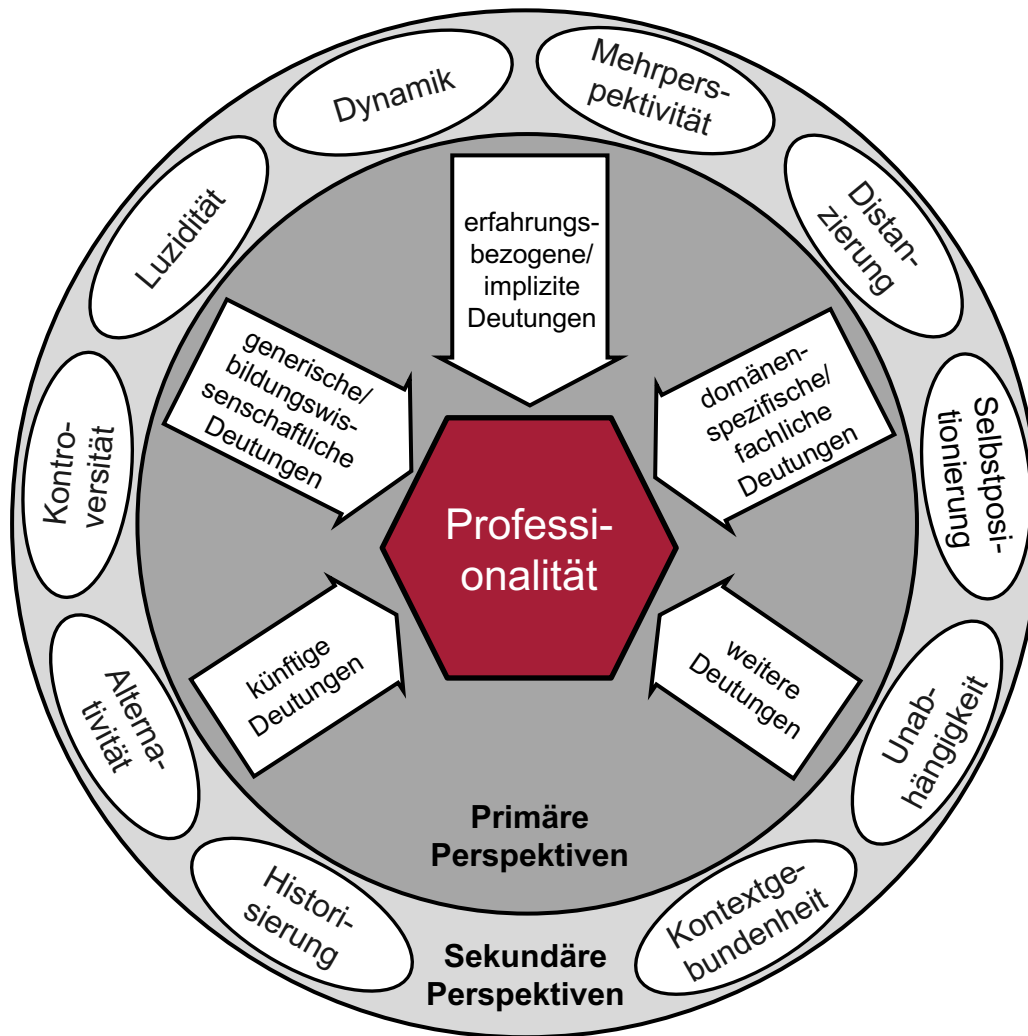 Dynamik
Mehrpers-
pektivität
Distan-
zierung
Selbstposi-
tionierung
Unab-
hängigkeit
Kontextge-
bundenheit
Histori-
sierung
Alterna-
tivität
Kontro-
versität
Luzidität
erfahrungs-
bezogene/
implizite
Deutungen
domänen-
spezifische/
fachliche
Deutungen
weitere
Deutungen
künftige
Deutungen
generische/
bildungswis-
senschaftliche
Deutungen
Professi-
onalität
Primäre
Perspektiven
Sekundäre
Perspektiven